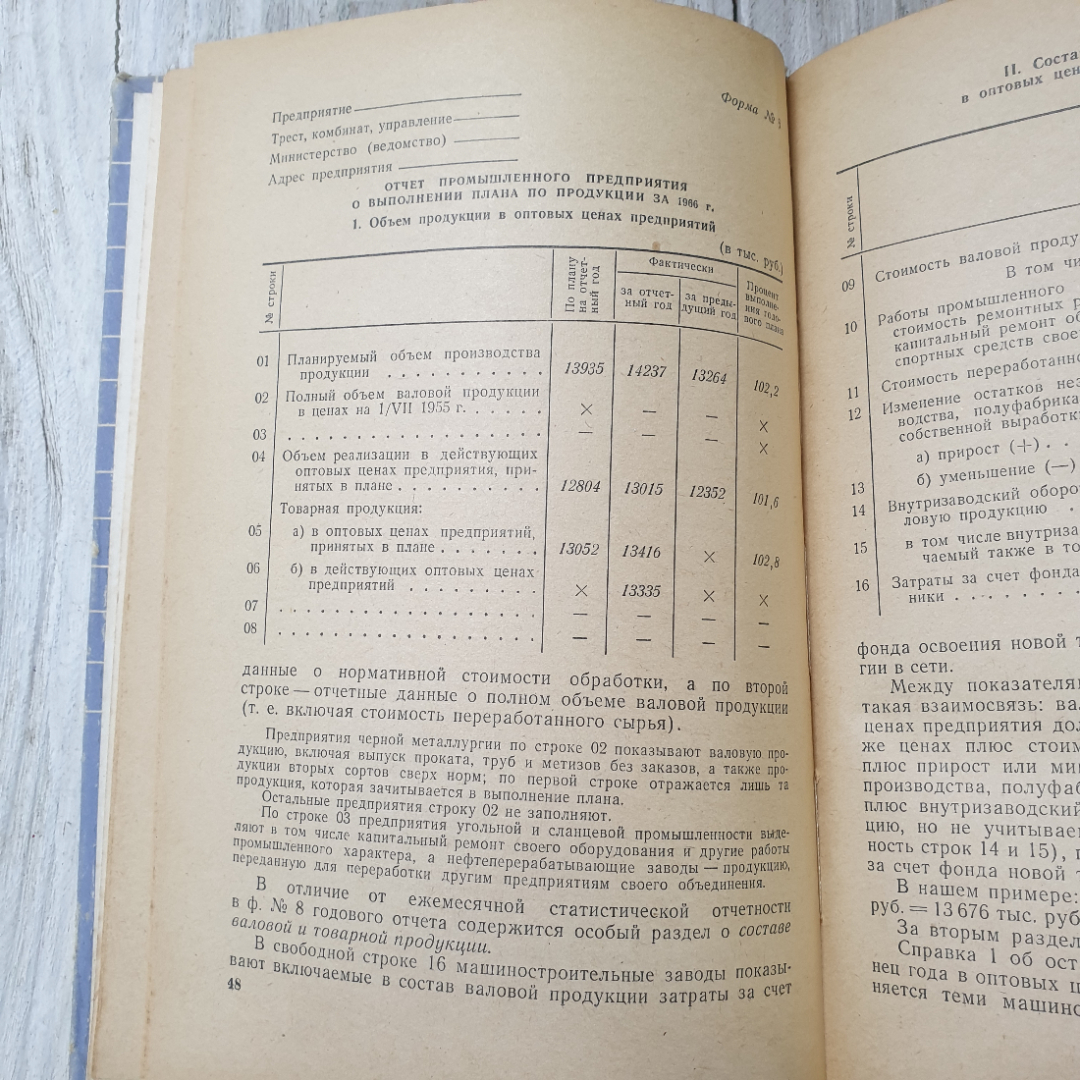 Предприятие
Трест, комбинат, управление
Министерство (ведомство)
Адрес предприятия
Форма №
ОТЧЕТ ПРОМЫШЛЕННОГО ПРЕДПРИЯТИЯ
О ВЫПОЛНЕНИИ ПЛАНА ПО ПРОДУКЦИИ ЗА 1966 г.
1. Объем продукции в оптовых ценах предприятий
(в тыс. руб.)
№ строки
По плану на отчетный год
Фактически
за отчетный год
за предыдущий год
Процент выполнения годового плана
01 Планируемый объем производства
продукции . . . . . . . . . . . 13935 14237 13264 102,2
02 Полный объем валовой продукции
в ценах на 1/VII 1955 г. . . . . . . × — — ×
03 . . . . . . . . . . . . . . . . . . — — — ×
04 Объем реализации в действующих
оптовых ценах предприятия, при-
нятых в плане . . . . . . . . . . 12804 13015 12352 101,6
Товарная продукция:
05 а) в оптовых ценах предприятий,
принятых в плане . . . . . . . 13052 13416 × 102,8
06 б) в действующих оптовых ценах
предприятий . . . . . . . . . × 13335 × ×
07 . . . . . . . . . . . . . . . . . . — — — —
08 . . . . . . . . . . . . . . . . . . — — — —
данные о нормативной стоимости обработки, а по второй
строке — отчетные данные о полном объеме валовой продукции
(т. е. включая стоимость переработанного сырья).
Предприятия черной металлургии по строке 02 показывают валовую про-
дукцию, включая выпуск проката, труб и метизов без заказов, а также про-
дукции вторых сортов сверх норм; по первой строке отражается лишь та
продукция, которая зачитывается в выполнение плана.
Остальные предприятия строку 02 не заполняют.
По строке 03 предприятия угольной и сланцевой промышленности выде-
ляют в том числе капитальный ремонт своего оборудования и другие работы
промышленного характера, а нефтеперерабатывающие заводы — продукцию,
переданную для переработки другим предприятиям своего объединения.
В отличие от ежемесячной статистической отчетности
в ф. № 8 годового отчета содержится особый раздел о составе
валовой и товарной продукции.
В свободной строке 16 машиностроительные заводы показы-
вают включаемые в состав валовой продукции затраты за счет
48
II. Соста
в оптовых цен
№ строки
09 Стоимость валовой проду
В том чи
10 Работы промышленного
стоимость ремонтных р
капитальный ремонт об
спортных средств свое
11 Стоимость переработанно
12 Изменение остатков нез
водства, полуфабрика
собственной выработки
а) прирост (+) . .
13 б) уменьшение (—)
14 Внутризаводский оборо
ловую продукцию .
15 в том числе внутриза
чаемый также в то
16 Затраты за счет фонда
ники . . . . . . . .
фонда освоения новой т
гии в сети.
Между показателя
такая взаимосвязь: ва
ценах предприятия дол
же ценах плюс стоим
плюс прирост или ми
производства, полуфаб
плюс внутризаводский
цию, но не учитывае
ность строк 14 и 15), п
за счет фонда новой т
В нашем примере:
руб. = 13 676 тыс. руб
За вторым раздел
Справка 1 об ост
нец года в оптовых ц
няется теми машинос